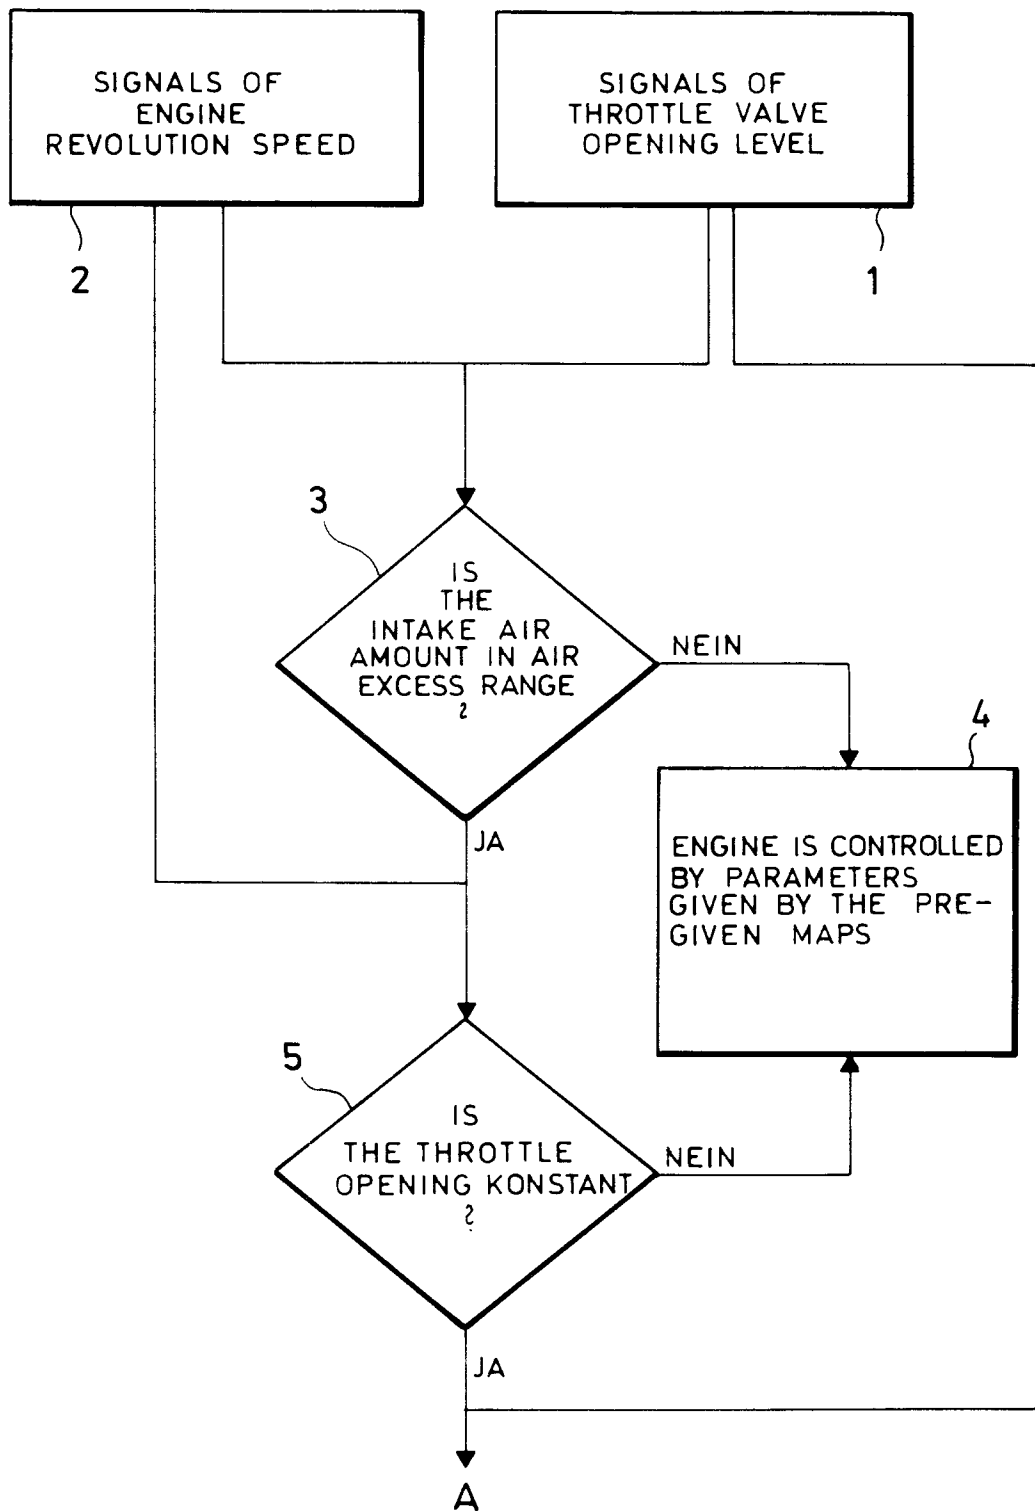 SIGNALS OF
ENGINE
REVOLUTION SPEED
SIGNALS OF
THROTTLE VALVE
OPENING LEVEL
2
1
3
IS
THE
INTAKE AIR
AMOUNT IN AIR
EXCESS RANGE
?
NEIN
JA
4
ENGINE IS CONTROLLED
BY PARAMETERS
GIVEN BY THE PRE-
GIVEN MAPS
5
IS
THE THROTTLE
OPENING KONSTANT
?
NEIN
JA
A